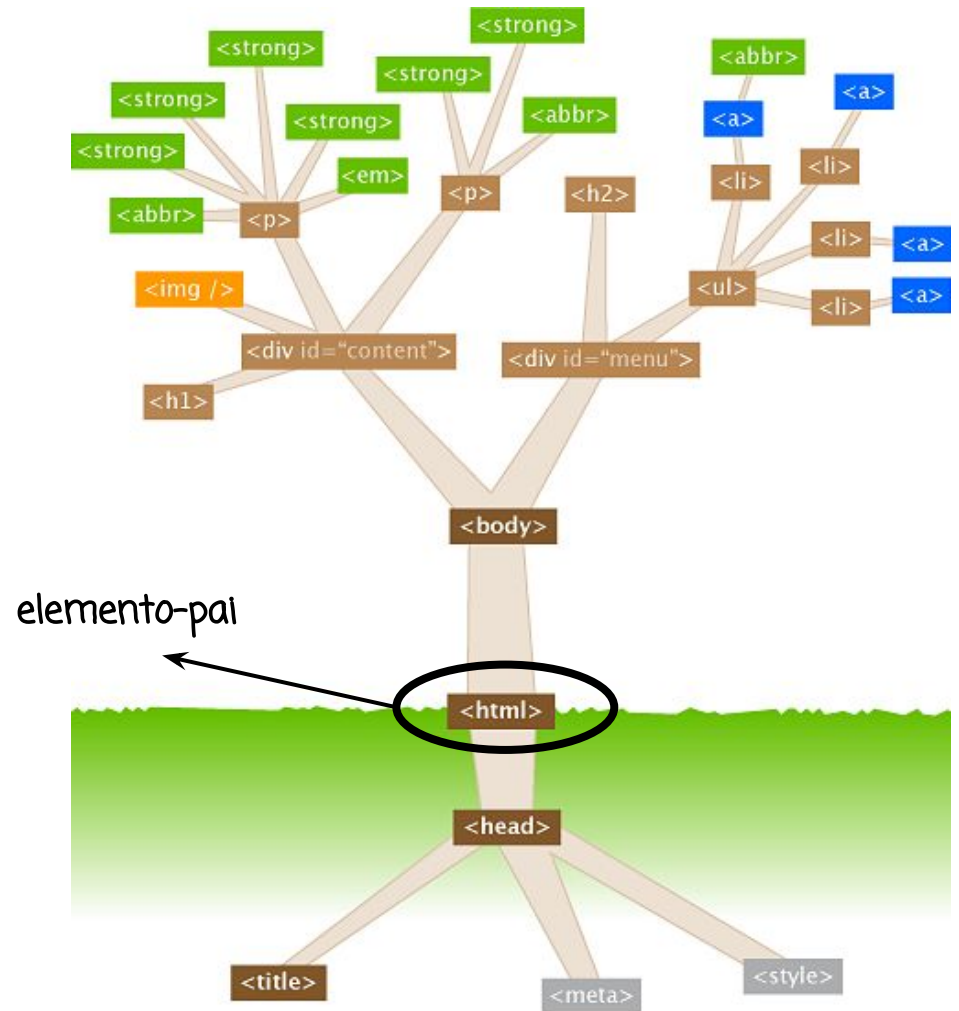 <strong>
<strong>
<abbr>
<strong>
<a>
<strong>
<a>
<strong>
<abbr>
<strong>
<strong>
<li>
<em>
<li>
<p>
<h2>
<abbr>
<p>
<li>
<a>
<img />
<ul>
<a>
<li>
<div id=“content”>
<div id=“menu”>
<h1>
<body>
elemento-pai
<html>
<head>
<title>
<style>
<meta>